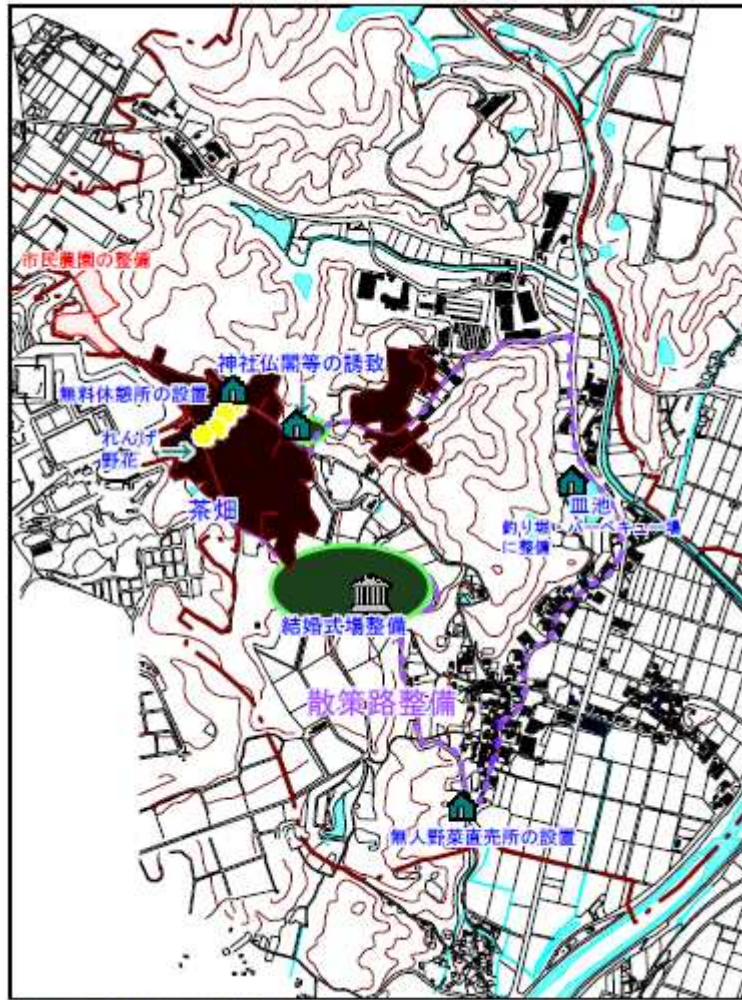 市民農園の整備
神社仏閣等の誘致
無料休憩所の設置
れんげ
野花
茶畑
皿池
釣り堀・バーベキュー場
に整備
結婚式場整備
散策路整備
無人野菜直売所の設置